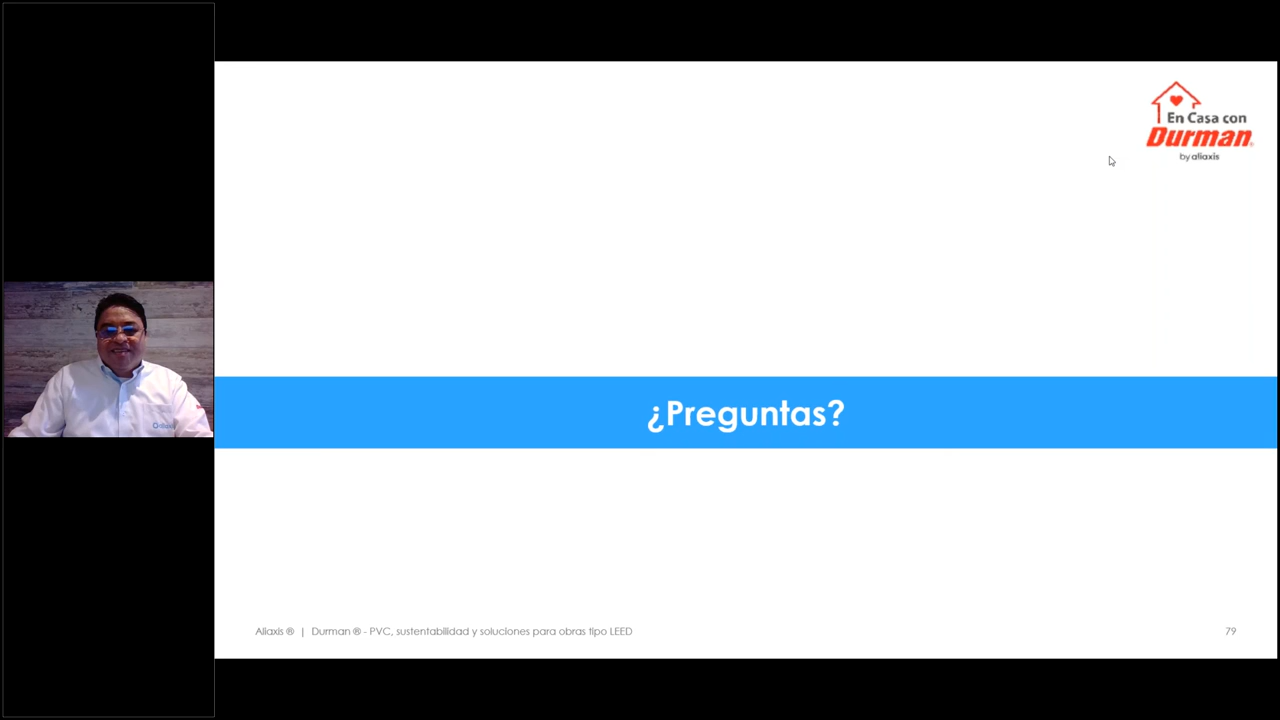 En Casa con
Durman®
by aliaxis
¿Preguntas?
Aliaxis ® | Durman ® - PVC, sustentabilidad y soluciones para obras tipo LEED
79